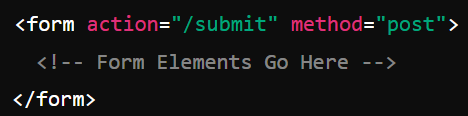 <form action="/submit" method="post">
<!-- Form Elements Go Here -->
</form>